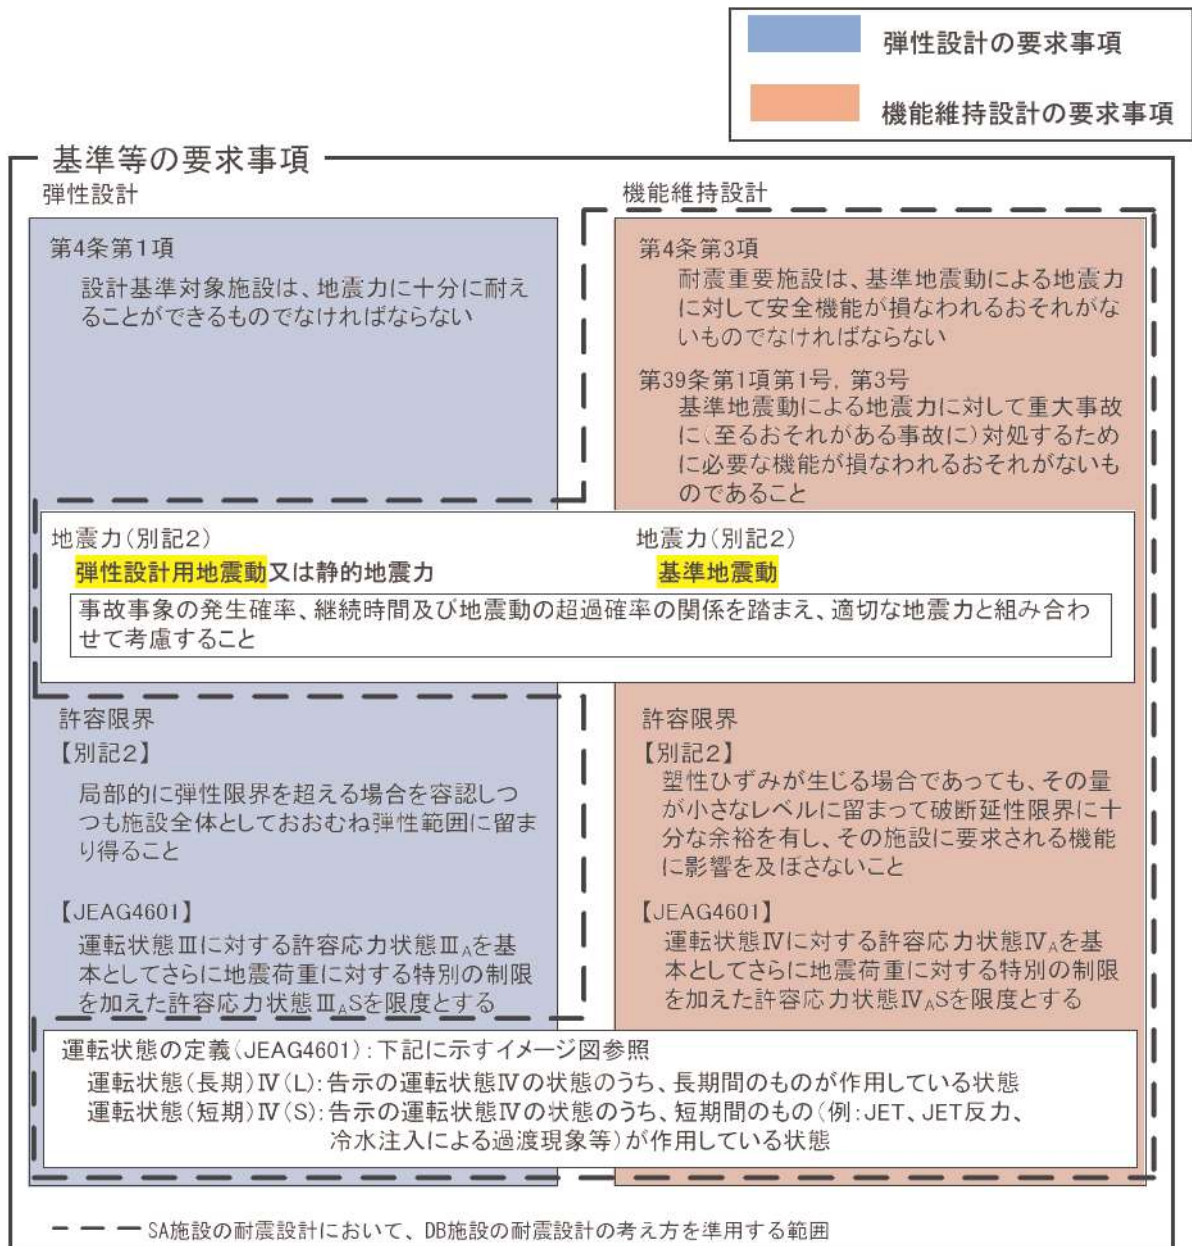 弾性設計の要求事項
機能維持設計の要求事項
基準等の要求事項
弾性設計
第4条第1項
設計基準対象施設は、地震力に十分に耐え
ることができるものでなければならない
機能維持設計
第4条第3項
耐震重要施設は、基準地震動による地震力
に対して安全機能が損なわれるおそれがな
いものでなければならない
第39条第1項第1号, 第3号
基準地震動による地震力に対して重大事故
に(至るおそれがある事故に)対処するため
に必要な機能が損なわれるおそれがないも
のであること
地震力(別記2)
弾性設計用地震動又は静的地震力
地震力(別記2)
基準地震動
事故事象の発生確率、継続時間及び地震動の超過確率の関係を踏まえ、適切な地震力と組み合わ
せて考慮すること
許容限界
【別記2】
局部的に弾性限界を超える場合を容認しつ
つも施設全体としておおむね弾性範囲に留ま
り得ること
【JEAG4601】
運転状態Ⅲに対する許容応力状態ⅢAを基
本としてさらに地震荷重に対する特別の制限
を加えた許容応力状態ⅢASを限度とする
許容限界
【別記2】
塑性ひずみが生じる場合であっても、その量
が小さなレベルに留まって破断延性限界に十
分な余裕を有し、その施設に要求される機能
に影響を及ぼさないこと
【JEAG4601】
運転状態Ⅳに対する許容応力状態ⅣAを基
本としてさらに地震荷重に対する特別の制限
を加えた許容応力状態ⅣASを限度とする
運転状態の定義(JEAG4601):下記に示すイメージ図参照
運転状態(長期)Ⅳ(L):告示の運転状態Ⅳの状態のうち、長期間のものが作用している状態
運転状態(短期)Ⅳ(S):告示の運転状態Ⅳの状態のうち、短期間のもの(例:JET、JET反力、
冷水注入による過渡現象等)が作用している状態
SA施設の耐震設計において、DB施設の耐震設計の考え方を準用する範囲